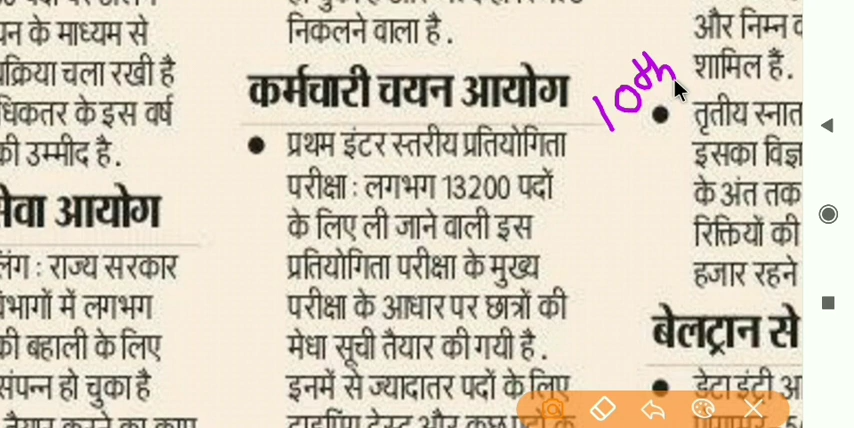 यन के माध्यम से
क्रिया चला रखी है
धिकतर के इस वर्ष
की उम्मीद है.
सेवा आयोग
लिंग : राज्य सरकार
विभागों में लगभग
की बहाली के लिए
संपन्न हो चुका है
निकलने वाला है.
कर्मचारी चयन आयोग
● प्रथम इंटर स्तरीय प्रतियोगिता
परीक्षा : लगभग 13200 पदों
के लिए ली जाने वाली इस
प्रतियोगिता परीक्षा के मुख्य
परीक्षा के आधार पर छात्रों की
मेधा सूची तैयार की गयी है.
इनमें से ज्यादातर पदों के लिए
10th
और निम्न
शामिल हैं.
● तृतीय स्नात
इसका विज्ञ
के अंत तक
रिक्तियों की
हजार रहने
बेलट्रान से
● डेटा इंट्री